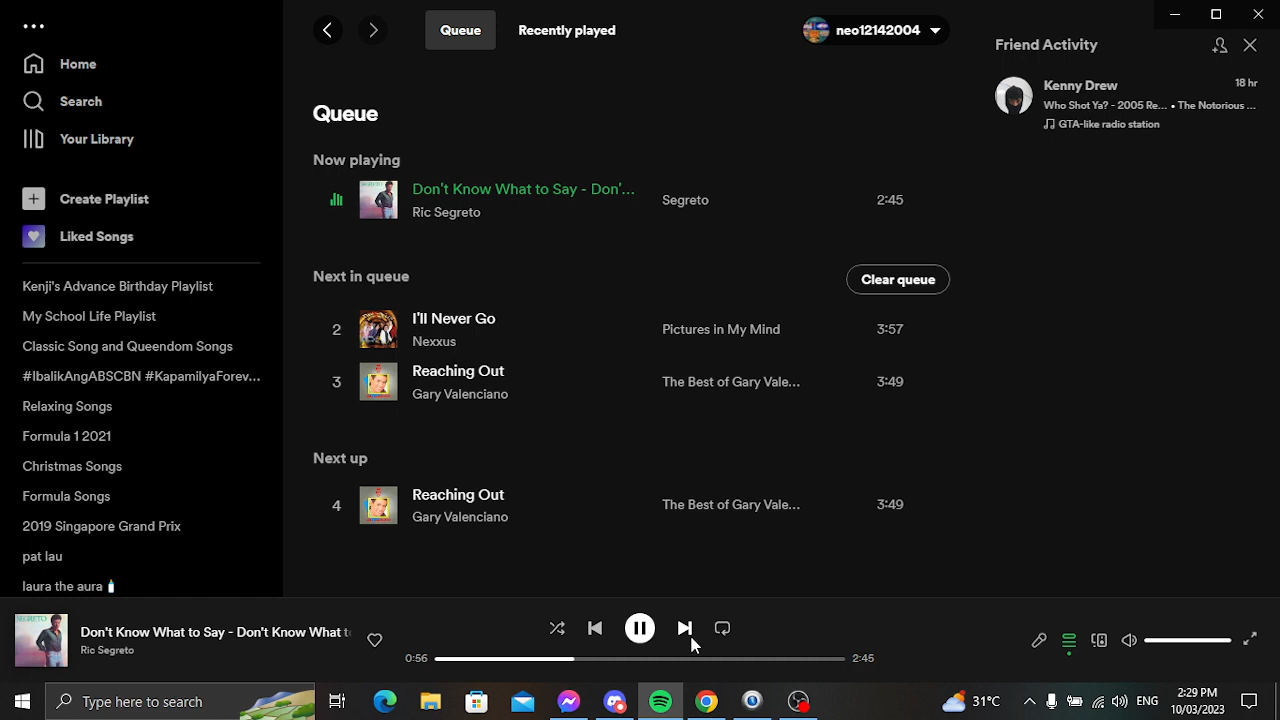 Home
Search
Your Library
Create Playlist
Liked Songs
Kenji's Advance Birthday Playlist
My School Life Playlist
Classic Song and Queendom Songs
#IbalikAngABSCBN #KapamilyaForev...
Relaxing Songs
Formula 1 2021
Christmas Songs
Formula Songs
2019 Singapore Grand Prix
pat lau
laura the aura
Queue Recently played
neo12142004
Queue
Now playing
Don't Know What to Say - Don'... Segreto 2:45
Ric Segreto
Next in queue Clear queue
2 I'll Never Go Pictures in My Mind 3:57
Nexxus
3 Reaching Out The Best of Gary Vale... 3:49
Gary Valenciano
Next up
4 Reaching Out The Best of Gary Vale... 3:49
Gary Valenciano
Friend Activity
Kenny Drew 18 hr
Who Shot Ya? - 2005 Re... • The Notorious ...
GTA-like radio station
Don't Know What to Say - Don't Know What
Ric Segreto
0:56 2:45
Type here to search
31°C
ENG
2:29 PM
10/03/2023